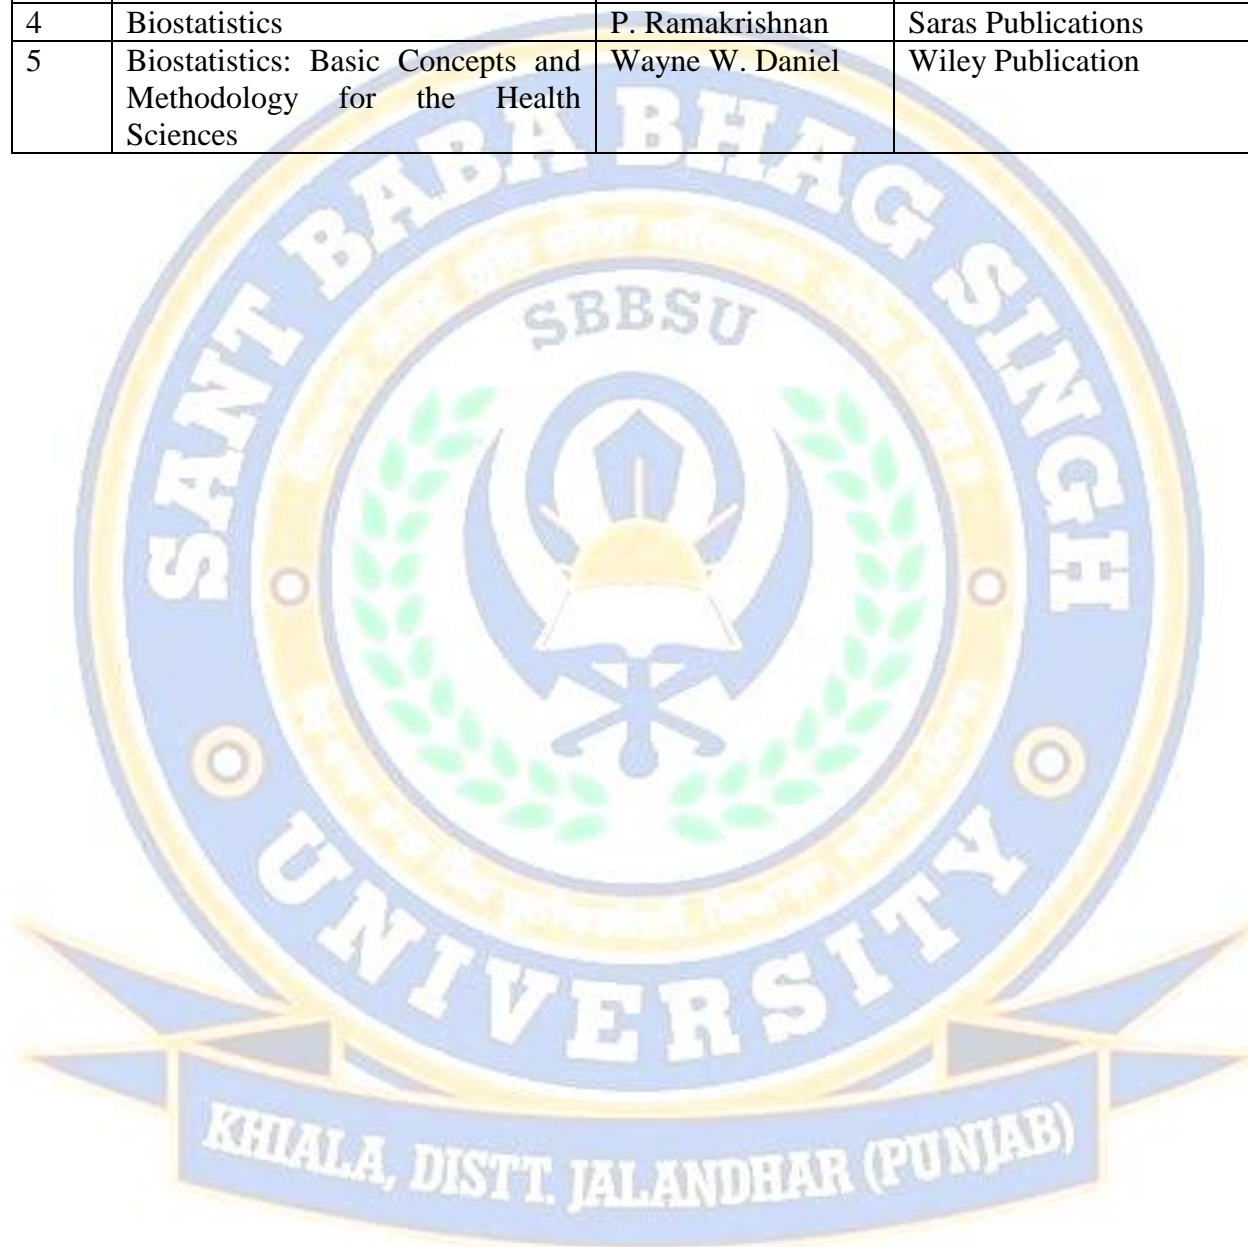 4 Biostatistics P. Ramakrishnan Saras Publications
5 Biostatistics: Basic Concepts and Wayne W. Daniel Wiley Publication
Methodology for the Health
Sciences
SANT BABA BHAG SINGH
SBBSU
UNIVERSITY
KHIALA, DISTT. JALANDHAR (PUNJAB)